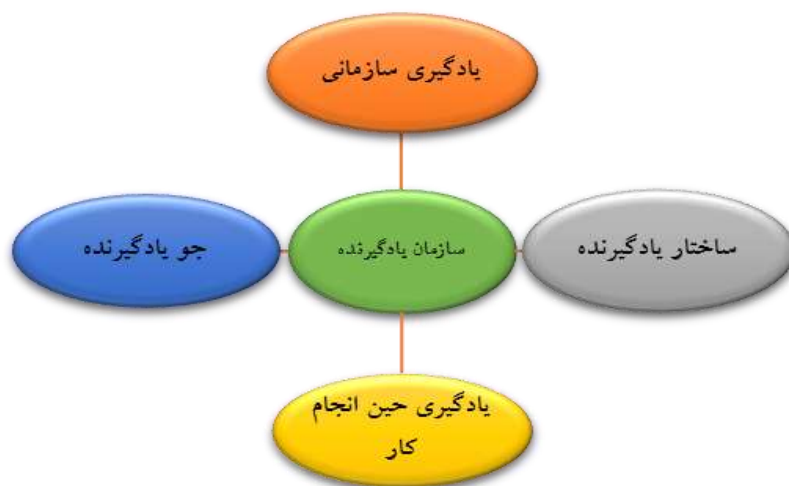 یادگیری سازمانی
ساختار یادگیرنده
سازمان یادگیرنده
جو یادگیرنده
یادگیری حین انجام
کار